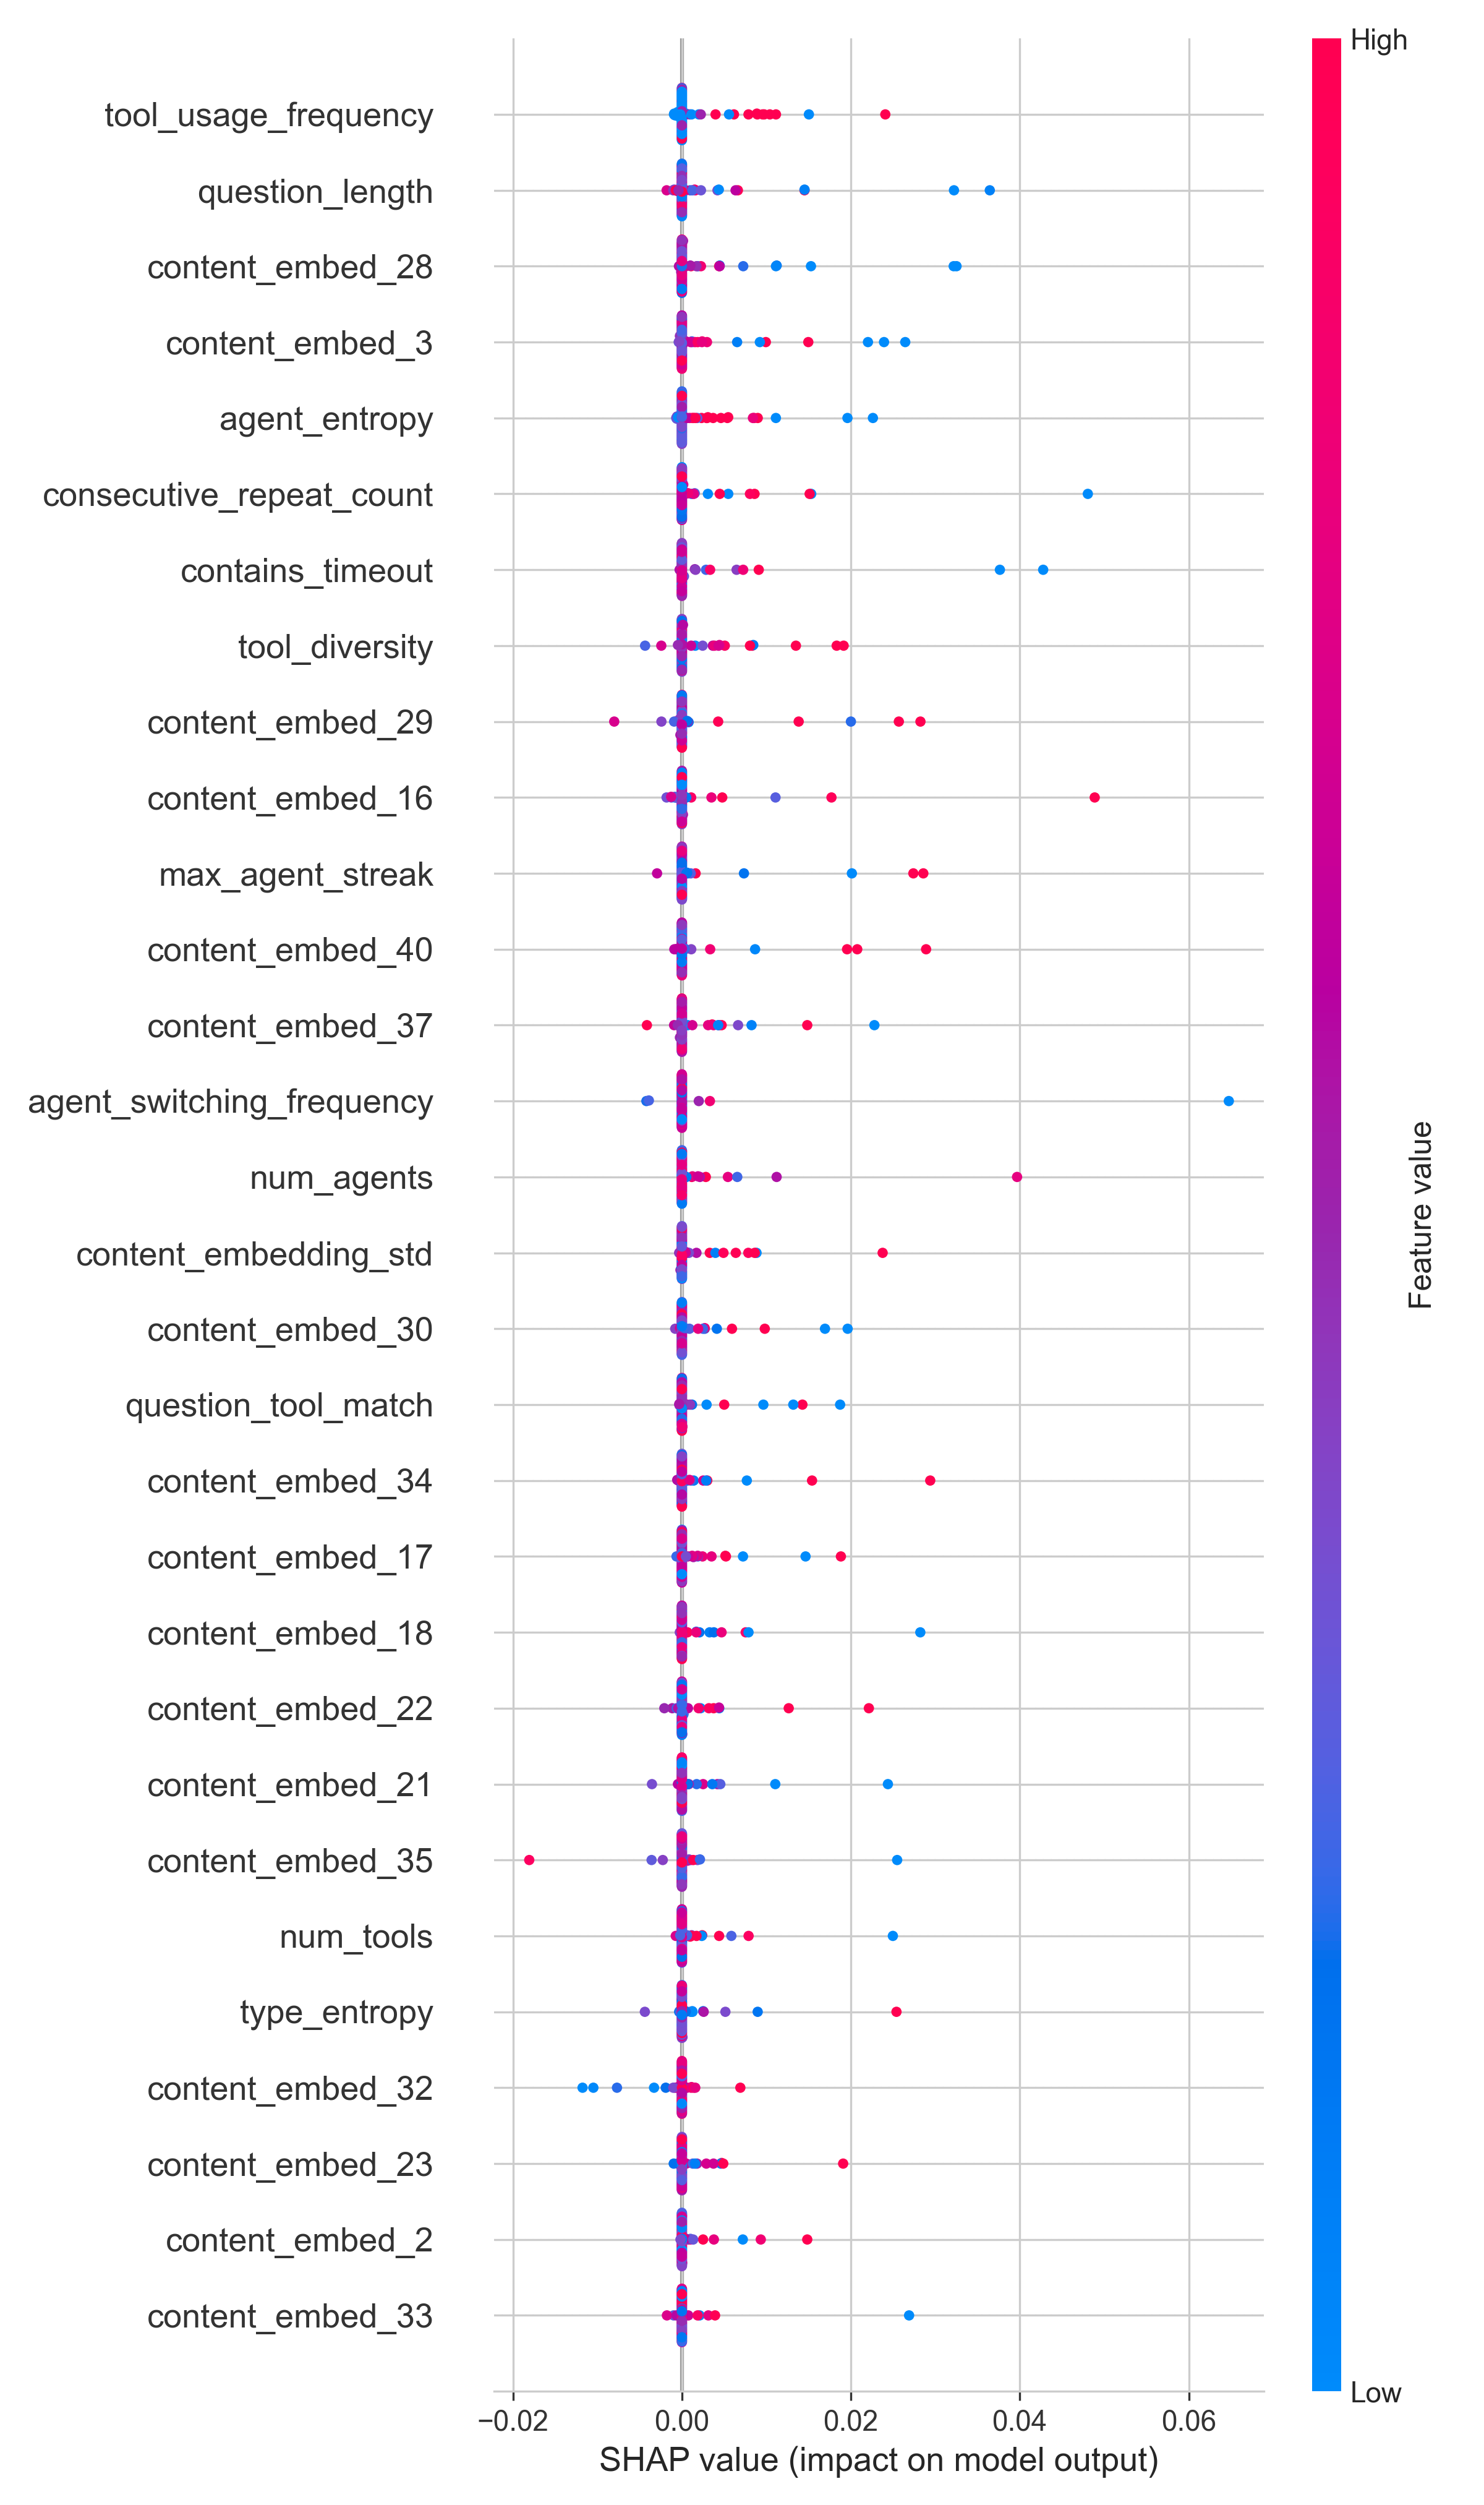 High
tool_usage_frequency
question_length
content_embed_28
content_embed_3
agent_entropy
consecutive_repeat_count
contains_timeout
tool_diversity
content_embed_29
content_embed_16
max_agent_streak
content_embed_40
content_embed_37
agent_switching_frequency
num_agents
content_embedding_std
content_embed_30
question_tool_match
content_embed_34
content_embed_17
content_embed_18
content_embed_22
content_embed_21
content_embed_35
num_tools
type_entropy
content_embed_32
content_embed_23
content_embed_2
content_embed_33
Feature value
Low
−0.02 0.00 0.02 0.04 0.06
SHAP value (impact on model output)